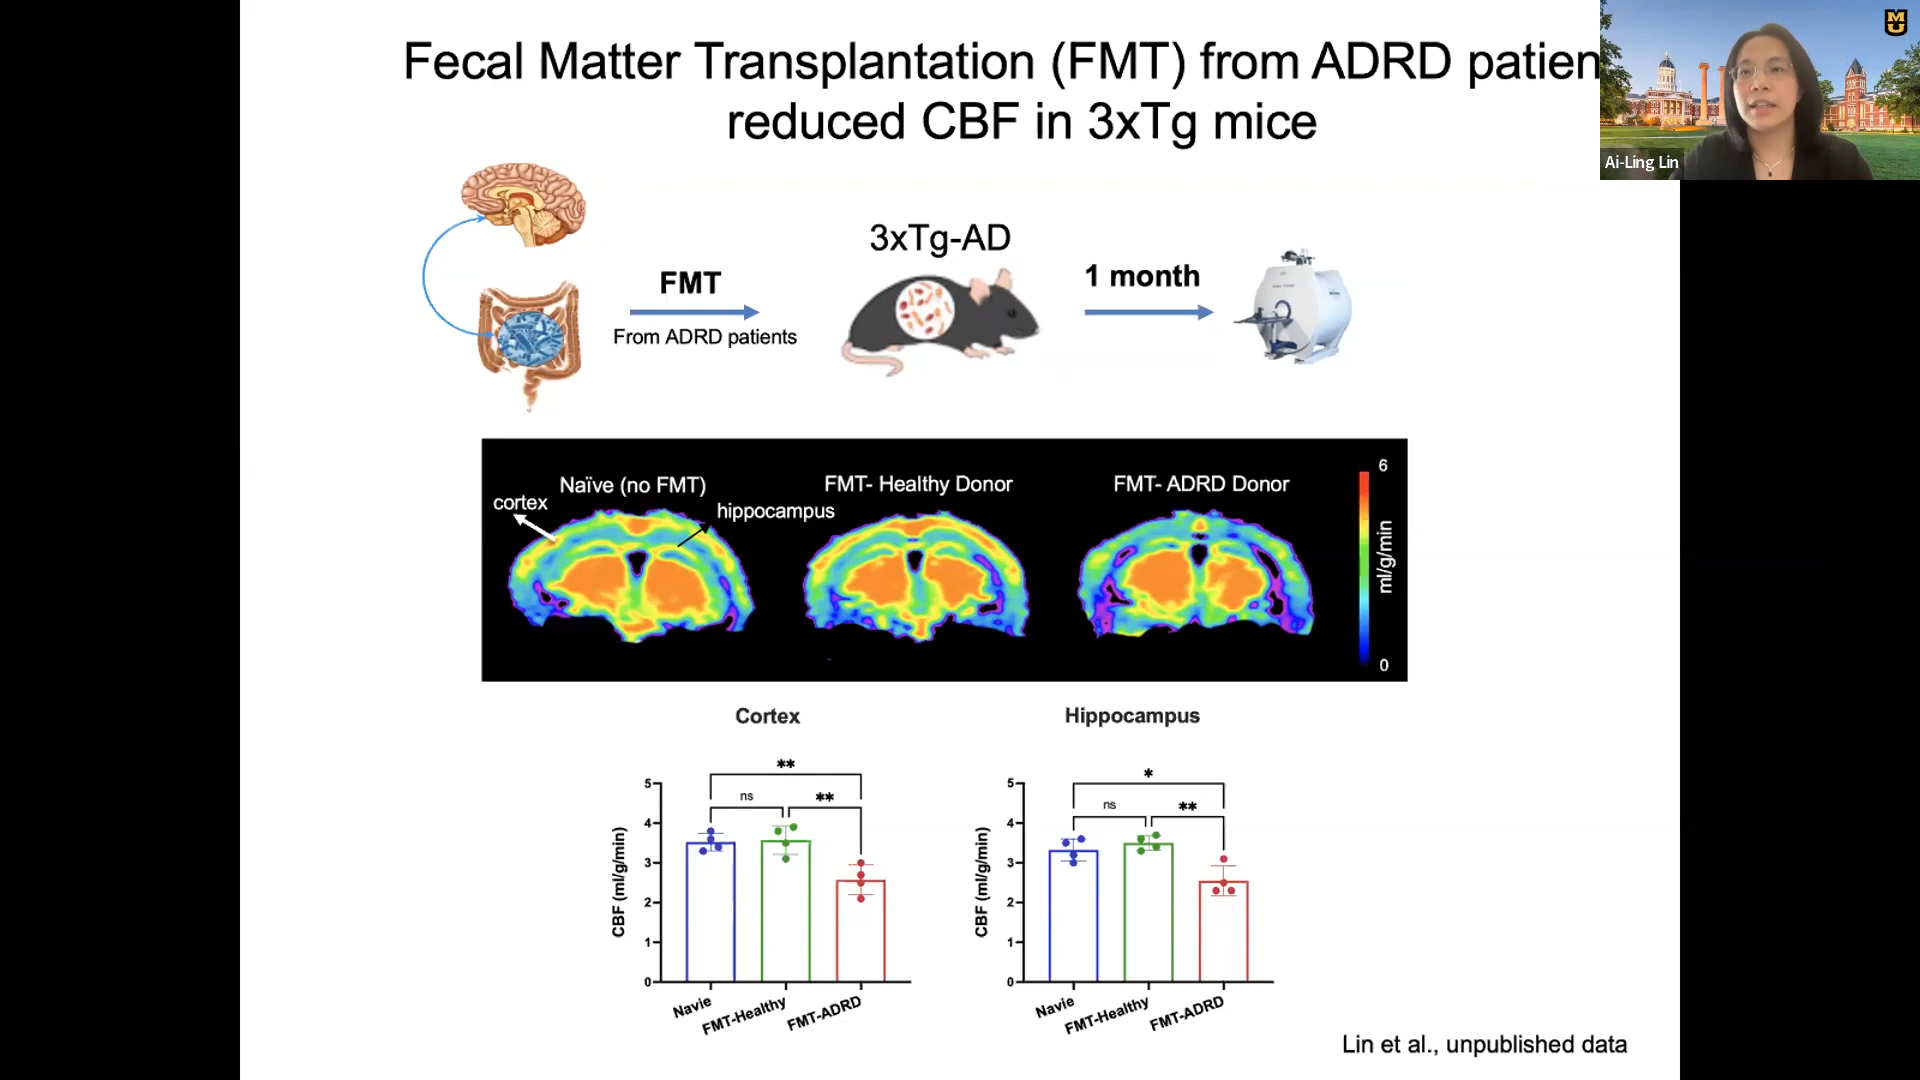 Fecal Matter Transplantation (FMT) from ADRD patien
reduced CBF in 3xTg mice
MU
Ai-Ling Lin
3xTg-AD
FMT
From ADRD patients
1 month
Naïve (no FMT)
FMT- Healthy Donor
FMT- ADRD Donor
cortex
hippocampus
6
ml/g/min
0
Cortex
**
ns
**
5
4
3
2
1
0
CBF (ml/g/min)
Navie
FMT-Healthy
FMT-ADRD
Hippocampus
*
ns
**
5
4
3
2
1
0
CBF (ml/g/min)
Navie
FMT-Healthy
FMT-ADRD
Lin et al., unpublished data